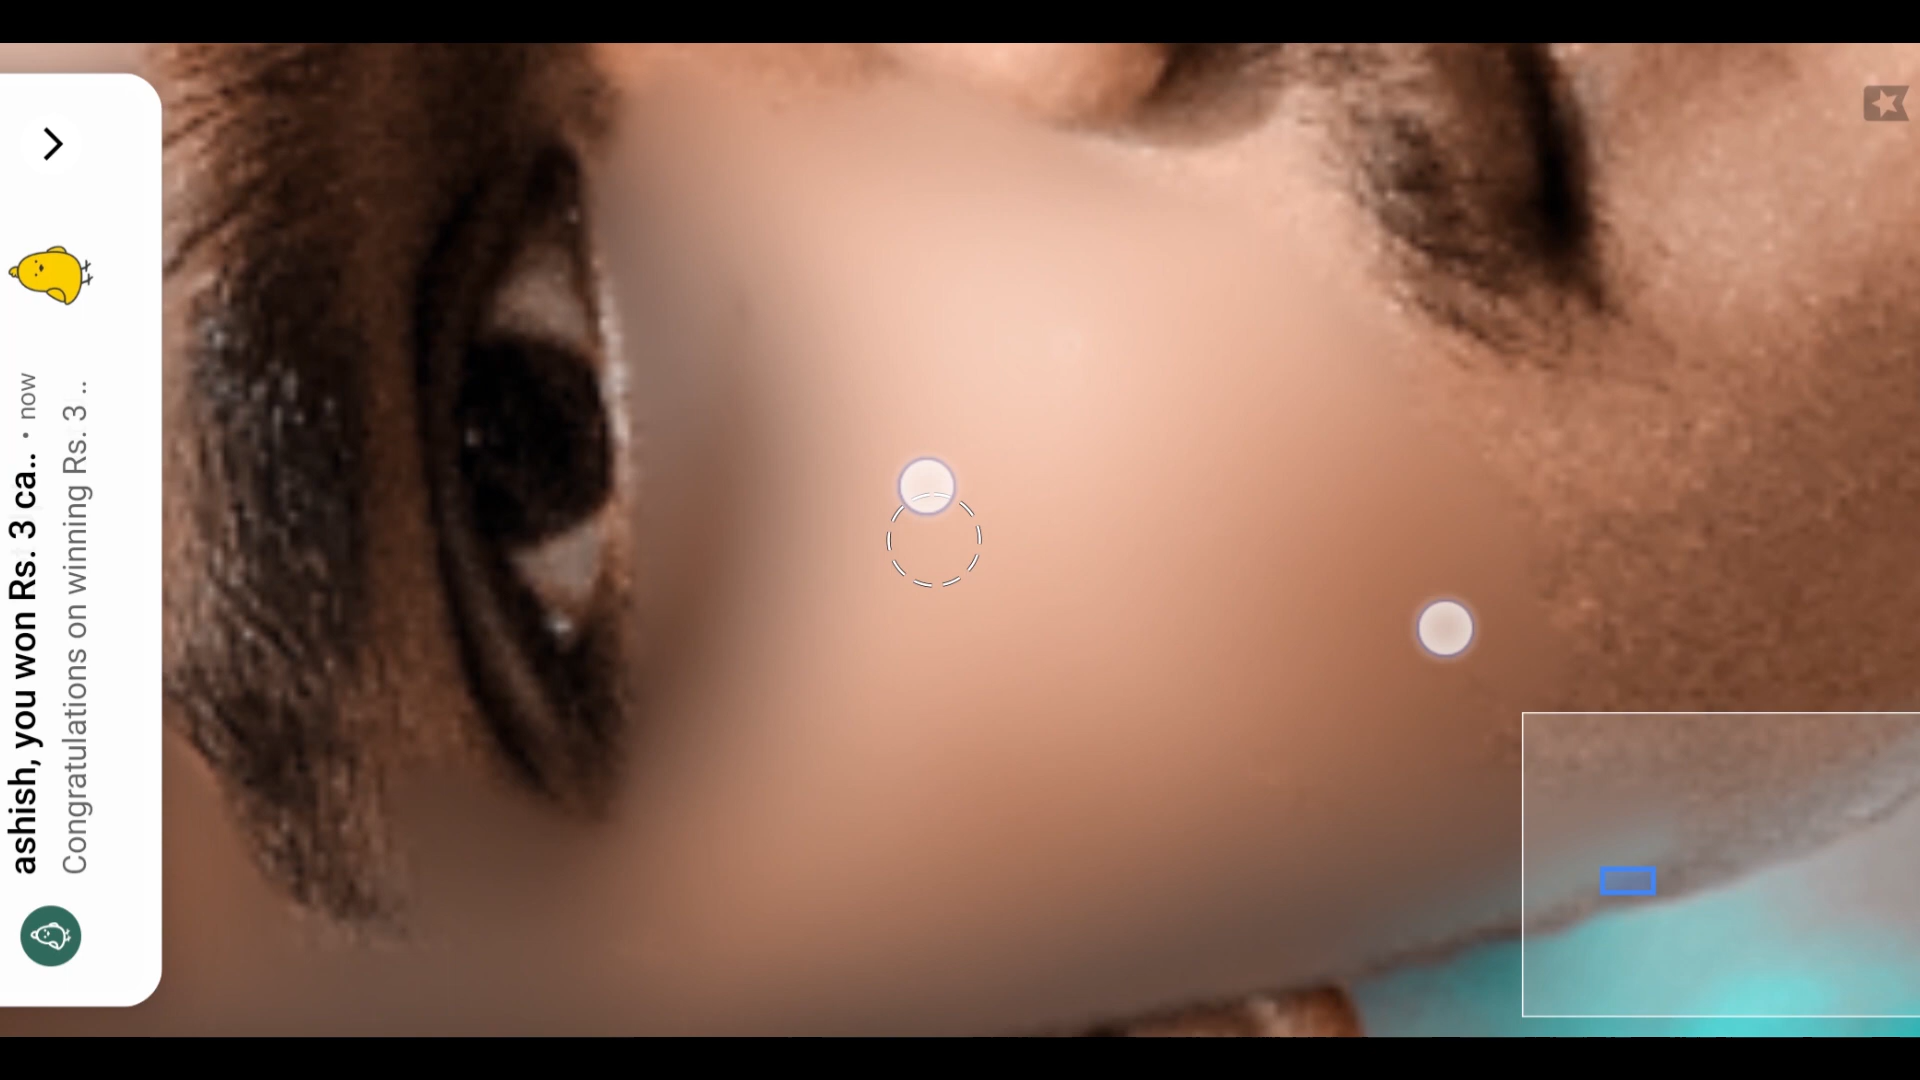 ashish, you won Rs. 3 ca.. • now
Congratulations on winning Rs. 3 ..